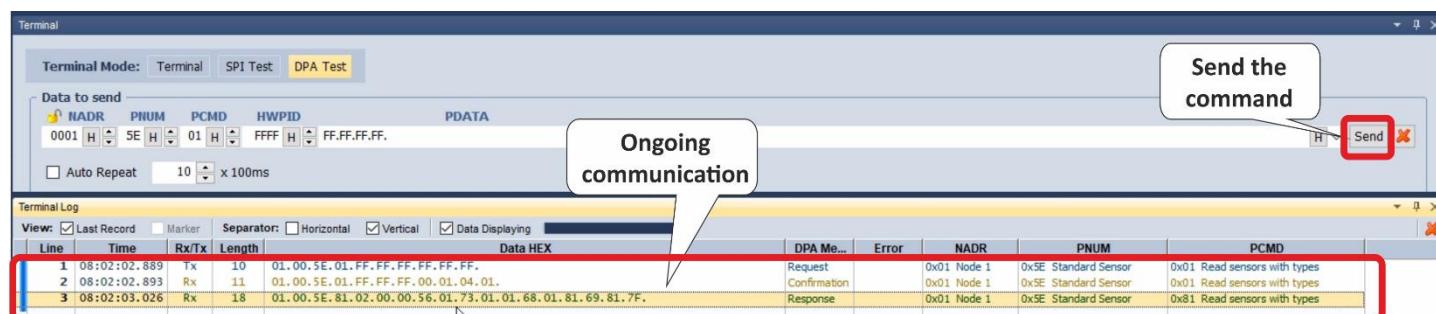 Terminal
Terminal Mode: Terminal SPI Test DPA Test
Send the
command
Data to send
NADR PNUM PCMD HWPID PDATA
0001 H 5E H 01 H FFFF H FF.FF.FF.FF. H Send
Ongoing
communication
Auto Repeat 10 x 100ms
Terminal Log
View: Last Record Marker Separator: Horizontal Vertical Data Displaying
Line Time Rx/Tx Length Data HEX DPA Me... Error NADR PNUM PCMD
1 08:02:02.889 Tx 10 01.00.5E.01.FF.FF.FF.FF.FF.FF. Request 0x01 Node 1 0x5E Standard Sensor 0x01 Read sensors with types
2 08:02:02.893 Rx 11 01.00.5E.01.FF.FF.FF.00.01.04.01. Confirmation 0x01 Node 1 0x5E Standard Sensor 0x01 Read sensors with types
3 08:02:03.026 Rx 18 01.00.5E.81.02.00.00.56.01.73.01.01.68.01.81.69.81.7F. Response 0x01 Node 1 0x5E Standard Sensor 0x81 Read sensors with types